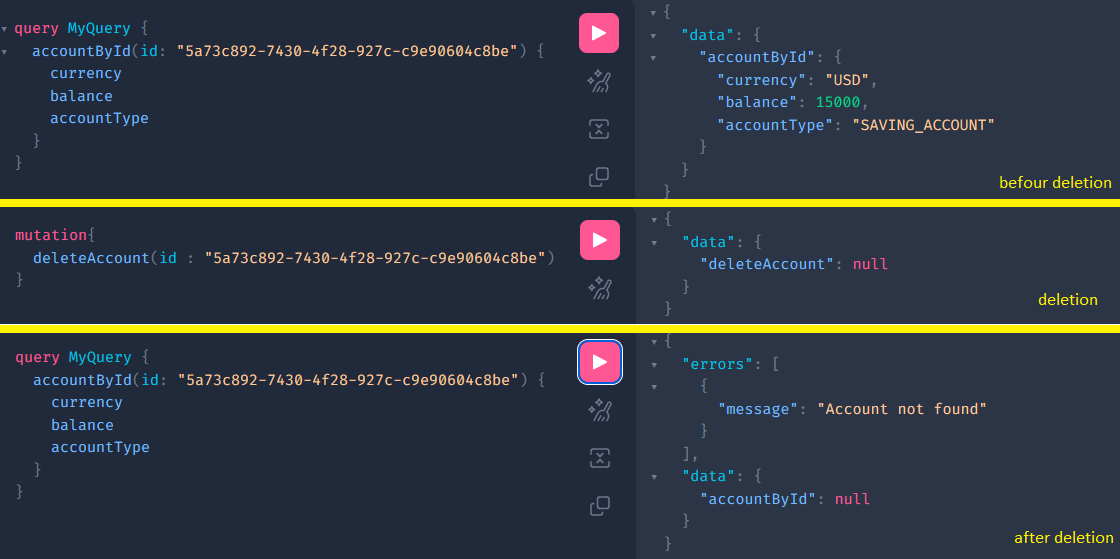 query MyQuery {
accountById(id: "5a73c892-7430-4f28-927c-c9e90604c8be") {
currency
balance
accountType
}
}
{
"data": {
"accountById": {
"currency": "USD",
"balance": 15000,
"accountType": "SAVING_ACCOUNT"
}
}
}
befour deletion
mutation{
deleteAccount(id : "5a73c892-7430-4f28-927c-c9e90604c8be")
}
{
"data": {
"deleteAccount": null
}
}
deletion
query MyQuery {
accountById(id: "5a73c892-7430-4f28-927c-c9e90604c8be") {
currency
balance
accountType
}
}
{
"errors": [
{
"message": "Account not found"
}
],
"data": {
"accountById": null
}
}
after deletion